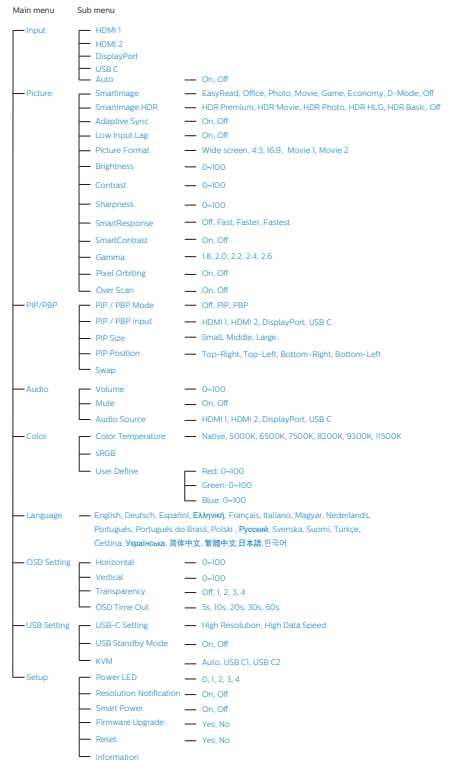 Main menu Sub menu
Input HDMI 1
HDMI 2
DisplayPort
USB C
Auto On, Off
Picture SmartImage EasyRead, Office, Photo, Movie, Game, Economy, D-Mode, Off
SmartImage HDR HDR Premium, HDR Movie, HDR Photo, HDR HLG, HDR Basic, Off
Adaptive Sync On, Off
Low Input Lag On, Off
Picture Format Wide screen, 4:3, 16:9, Movie 1, Movie 2
Brightness 0~100
Contrast 0~100
Sharpness 0~100
SmartResponse Off, Fast, Faster, Fastest
SmartContrast On, Off
Gamma 1.8, 2.0, 2.2, 2.4, 2.6
Pixel Orbiting On, Off
Over Scan On, Off
PIP/PBP PIP / PBP Mode Off, PIP, PBP
PIP / PBP Input HDMI 1, HDMI 2, DisplayPort, USB C
PIP Size Small, Middle, Large
PIP Position Top-Right, Top-Left, Bottom-Right, Bottom-Left
Swap
Audio Volume 0~100
Mute On, Off
Audio Source HDMI 1, HDMI 2, DisplayPort, USB C
Color Color Temperature Native, 5000K, 6500K, 7500K, 8200K, 9300K, 11500K
sRGB
User Define Red: 0~100
Green: 0~100
Blue: 0~100
Language English, Deutsch, Español, Ελληνική, Français, Italiano, Magyar, Nederlands,
Português, Português do Brasil, Polski , Русский, Svenska, Suomi, Türkçe,
Čeština, Українська, 简体中文, 繁體中文,日本語,한국어
OSD Setting Horizontal 0~100
Vertical 0~100
Transparency Off, 1, 2, 3, 4
OSD Time Out 5s, 10s, 20s, 30s, 60s
USB Setting USB-C Setting High Resolution, High Data Speed
USB Standby Mode On, Off
KVM Auto, USB C1, USB C2
Setup Power LED 0, 1, 2, 3, 4
Resolution Notification On, Off
Smart Power On, Off
Firmware Upgrade Yes, No
Reset Yes, No
Information